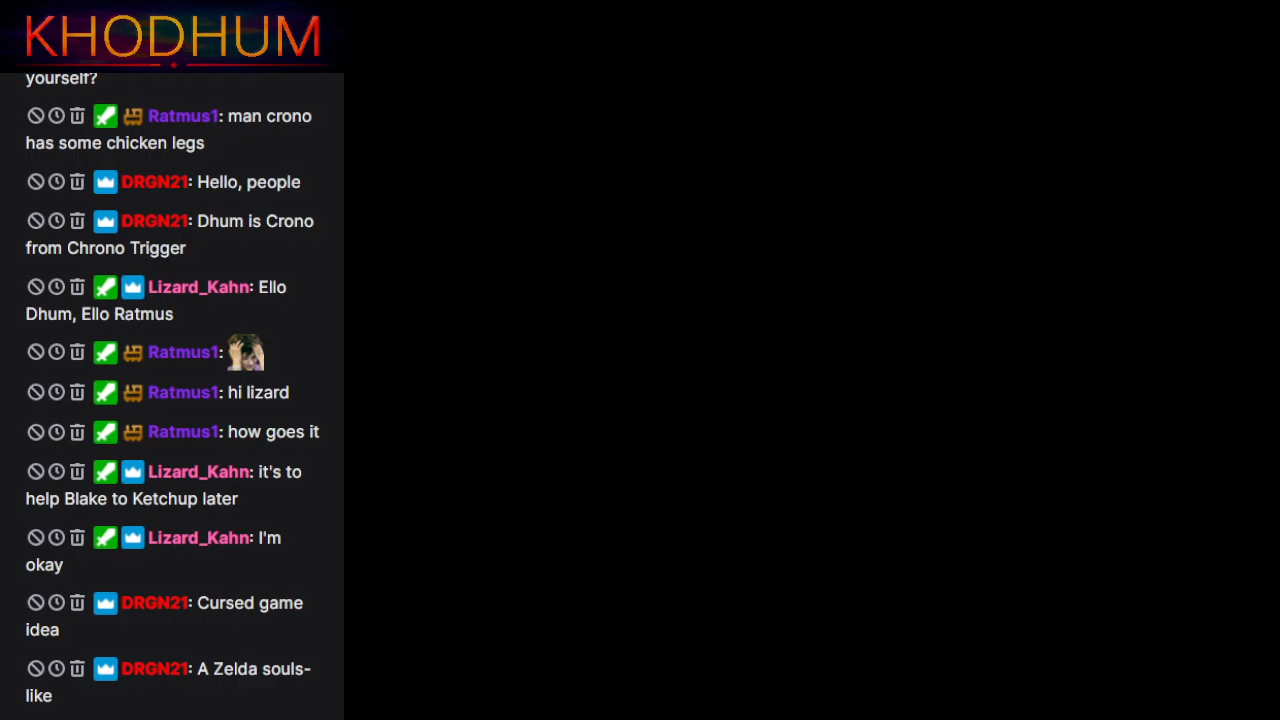 KHODHUM
yourself?
Ratmus1: man crono
has some chicken legs
DRGN21: Hello, people
DRGN21: Dhum is Crono
from Chrono Trigger
Lizard_Kahn: Ello
Dhum, Ello Ratmus
Ratmus1:
Ratmus1: hi lizard
Ratmus1: how goes it
Lizard_Kahn: it's to
help Blake to Ketchup later
Lizard_Kahn: I'm
okay
DRGN21: Cursed game
idea
DRGN21: A Zelda souls-
like